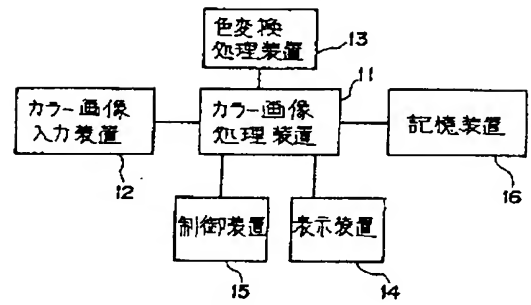 色変換
処理装置
13
11
カラー画像
入力装置
カラー画像
処理装置
記憶装置
12
16
制御装置
表示装置
15
14